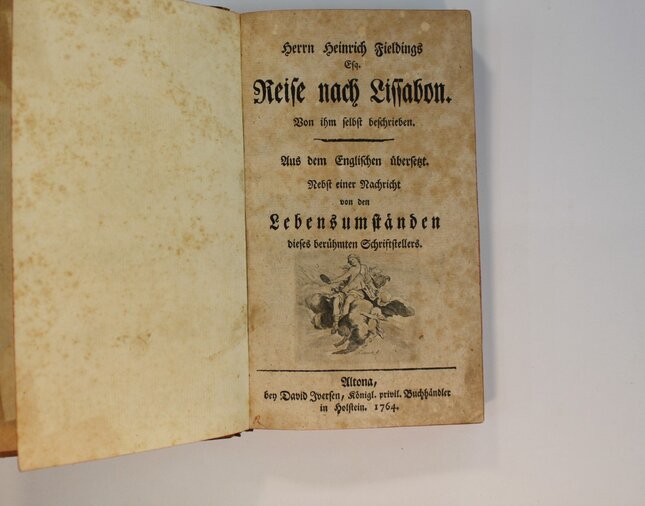 Herrn Heinrich Fieldings
Esq.
Reise nach Lissabon.
Von ihm selbst beschrieben.
Aus dem Englischen übersetzt.
Nebst einer Nachricht
von den
Lebensumständen
dieses berühmten Schriftstellers.
Altona,
bey David Iversen, Königl. privil. Buchhändler
in Holstein. 1764.
R